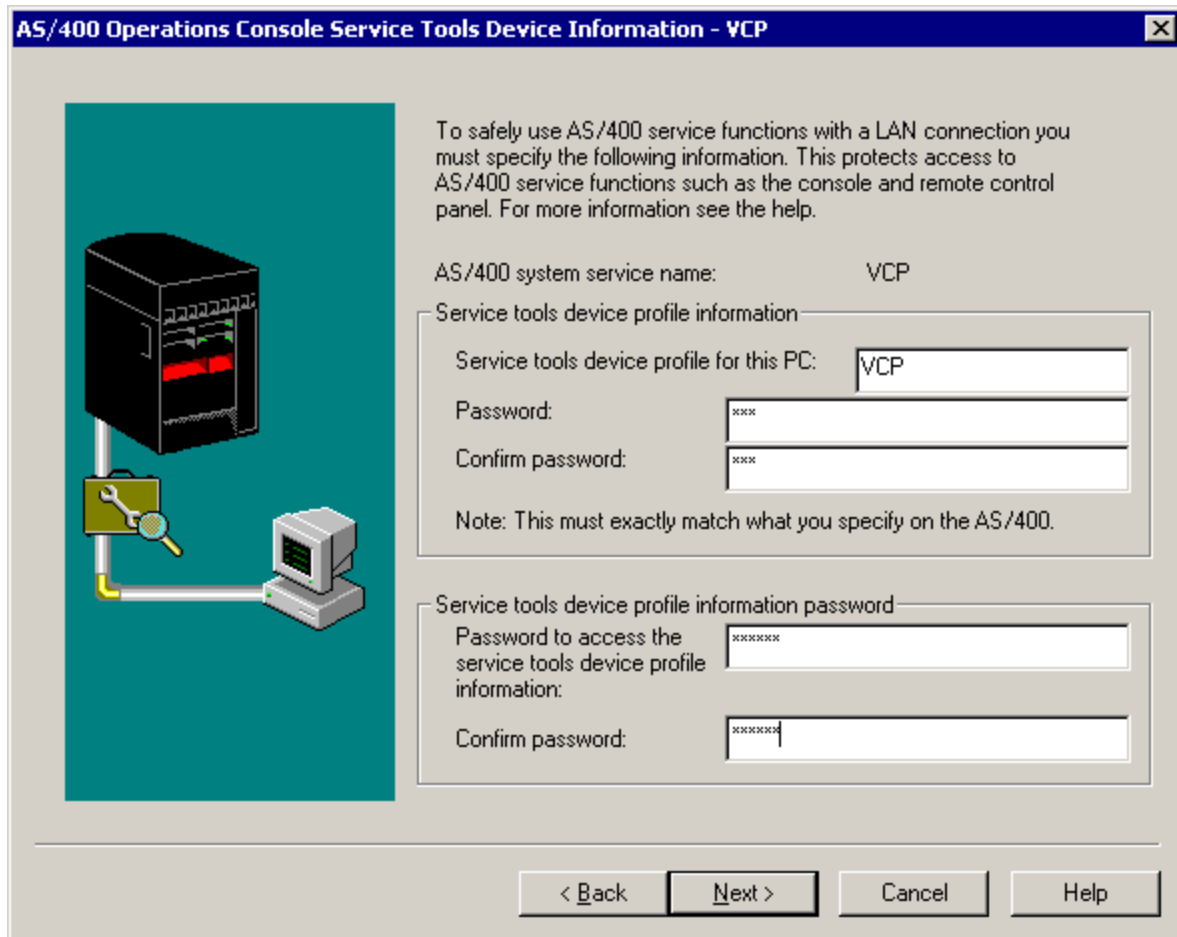 AS/400 Operations Console Service Tools Device Information - VCP
To safely use AS/400 service functions with a LAN connection you
must specify the following information. This protects access to
AS/400 service functions such as the console and remote control
panel. For more information see the help.
AS/400 system service name: VCP
Service tools device profile information
Service tools device profile for this PC: VCP
Password: ***
Confirm password: ***
Note: This must exactly match what you specify on the AS/400.
Service tools device profile information password
Password to access the ******
service tools device profile
information:
Confirm password: ******
< Back Next > Cancel Help